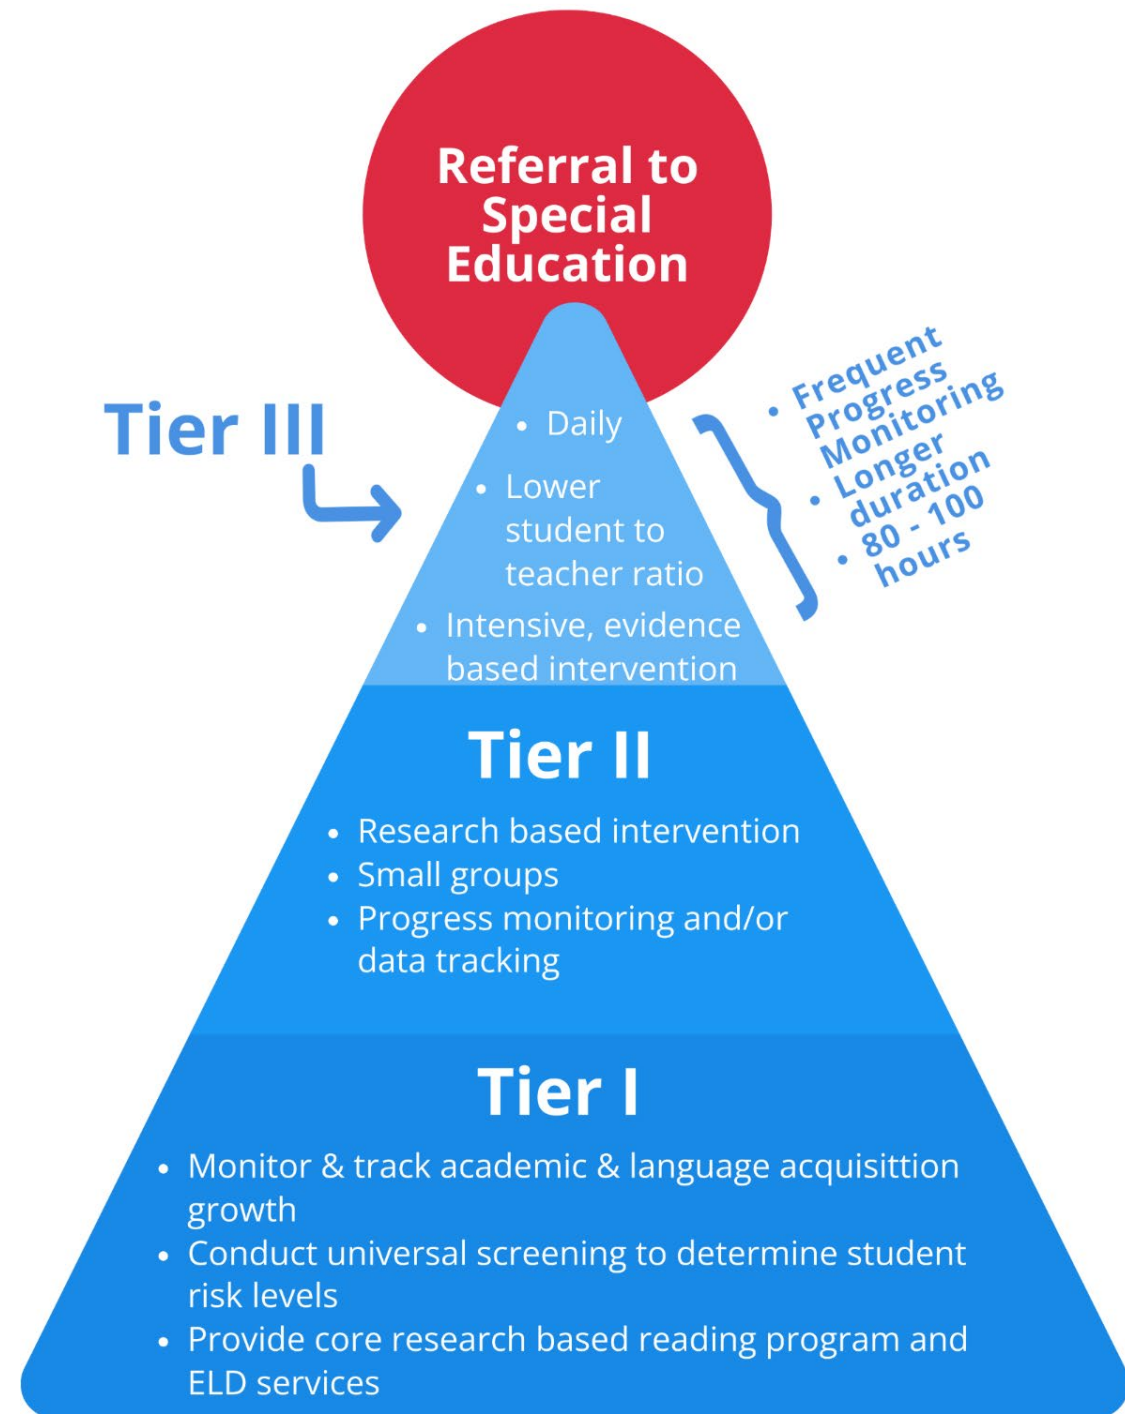 Referral to
Special
Education
Tier III
• Daily
• Lower
student to
teacher ratio
• Intensive, evidence
based intervention
• Frequent
Progress
Monitoring
• Longer
duration
• 80 - 100
hours
Tier II
• Research based intervention
• Small groups
• Progress monitoring and/or
data tracking
Tier I
• Monitor & track academic & language acquisittion
growth
• Conduct universal screening to determine student
risk levels
• Provide core research based reading program and
ELD services